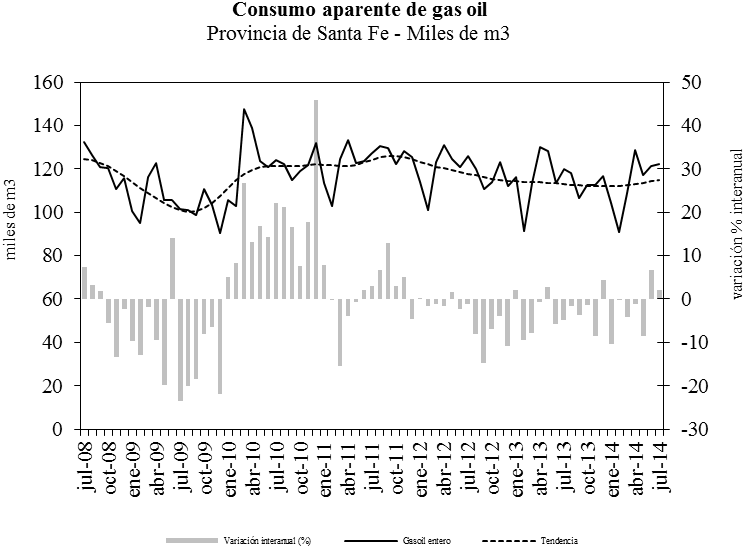 Consumo aparente de gas oil
Provincia de Santa Fe - Miles de m3
miles de m3
160
140
120
100
80
60
40
20
0
50
40
30
20
10
0
-10
-20
-30
variación % interanual
jul-08
oct-08
ene-09
abr-09
jul-09
oct-09
ene-10
abr-10
jul-10
oct-10
ene-11
abr-11
jul-11
oct-11
ene-12
abr-12
jul-12
oct-12
ene-13
abr-13
jul-13
oct-13
ene-14
abr-14
jul-14
Variación interanual (%)
Gasoil entero
Tendencia